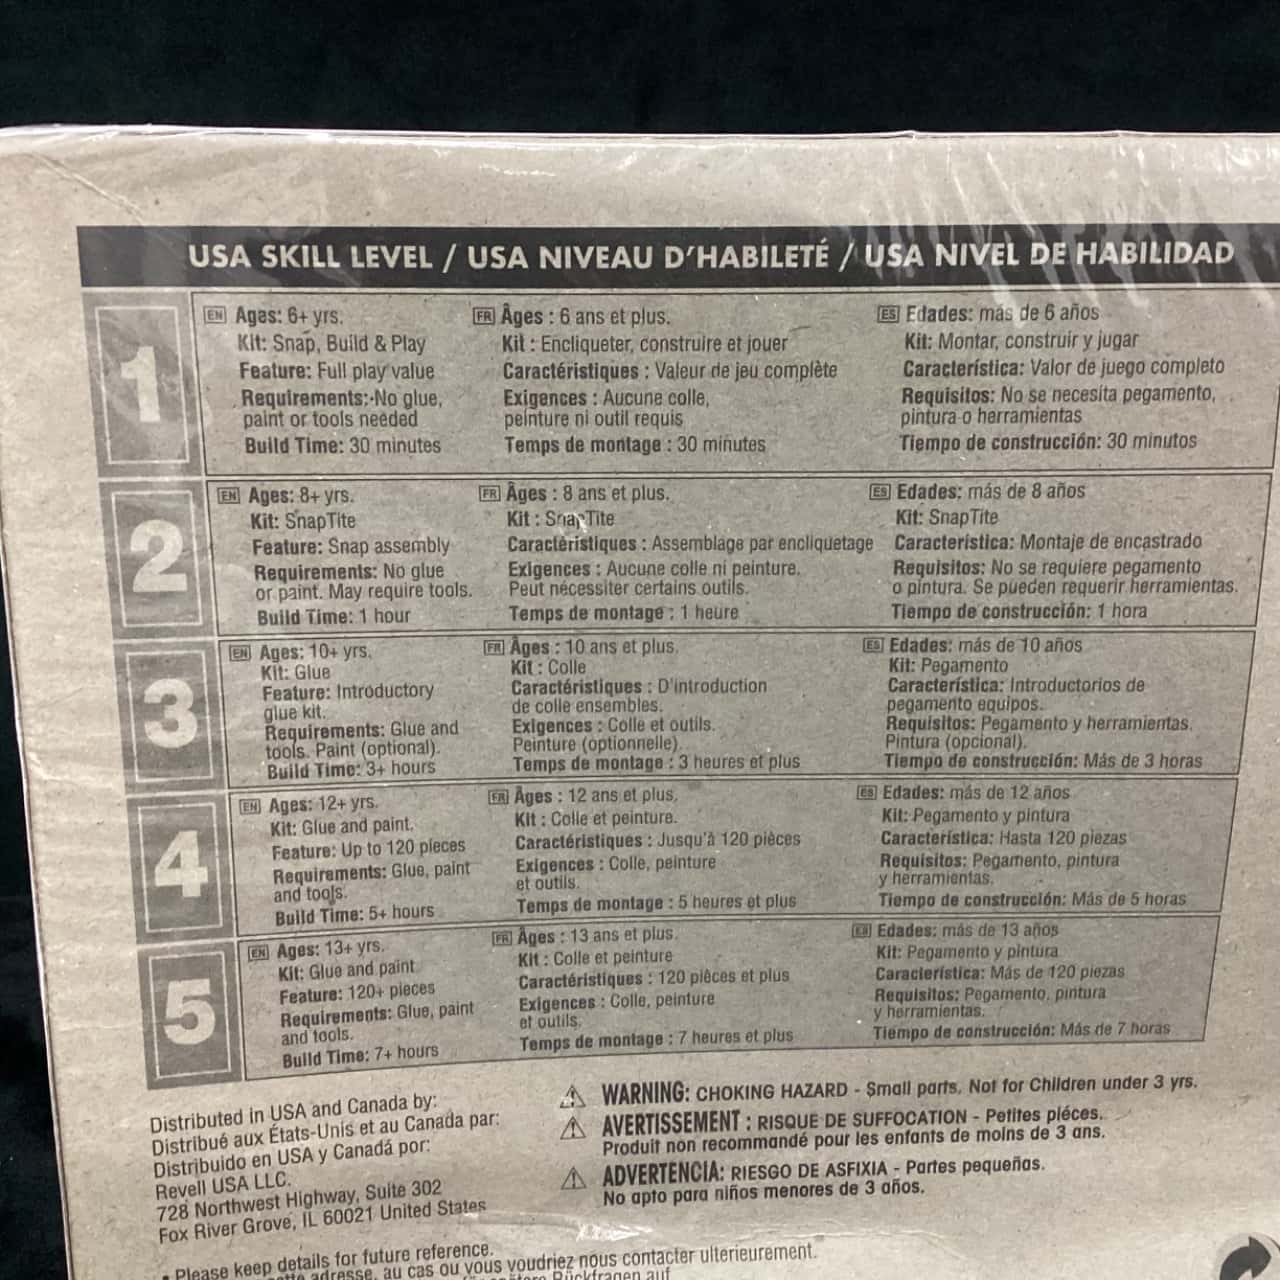 USA SKILL LEVEL / USA NIVEAU D'HABILETÉ / USA NIVEL DE HABILIDAD
1
EN Ages: 6+ yrs.
Kit: Snap, Build & Play
Feature: Full play value
Requirements: No glue,
paint or tools needed
Build Time: 30 minutes
FR Âges : 6 ans et plus.
Kit : Encliqueter, construire et jouer
Caractéristiques : Valeur de jeu complète
Exigences : Aucune colle,
peinture ni outil requis
Temps de montage : 30 minutes
ES Edades: más de 6 años
Kit: Montar, construir y jugar
Característica: Valor de juego completo
Requisitos: No se necesita pegamento,
pintura o herramientas
Tiempo de construcción: 30 minutos
2
EN Ages: 8+ yrs.
Kit: SnapTite
Feature: Snap assembly
Requirements: No glue
or paint. May require tools.
Build Time: 1 hour
FR Âges : 8 ans et plus.
Kit : SnapTite
Caractéristiques : Assemblage par encliquetage
Exigences : Aucune colle ni peinture.
Peut nécessiter certains outils.
Temps de montage : 1 heure
ES Edades: más de 8 años
Kit: SnapTite
Característica: Montaje de encastrado
Requisitos: No se requiere pegamento
o pintura. Se pueden requerir herramientas.
Tiempo de construcción: 1 hora
3
EN Ages: 10+ yrs.
Kit: Glue
Feature: Introductory
glue kit.
Requirements: Glue and
tools. Paint (optional).
Build Time: 3+ hours
FR Âges : 10 ans et plus.
Kit : Colle
Caractéristiques : D'introduction
de colle ensembles.
Exigences : Colle et outils.
Peinture (optionnelle).
Temps de montage : 3 heures et plus
ES Edades: más de 10 años
Kit: Pegamento
Característica: Introductorios de
pegamento equipos.
Requisitos: Pegamento y herramientas.
Pintura (opcional).
Tiempo de construcción: Más de 3 horas
4
EN Ages: 12+ yrs.
Kit: Glue and paint.
Feature: Up to 120 pieces
Requirements: Glue, paint
and tools.
Build Time: 5+ hours
FR Âges : 12 ans et plus.
Kit : Colle et peinture.
Caractéristiques : Jusqu'à 120 pièces
Exigences : Colle, peinture
et outils.
Temps de montage : 5 heures et plus
ES Edades: más de 12 años
Kit: Pegamento y pintura
Característica: Hasta 120 piezas
Requisitos: Pegamento, pintura
y herramientas.
Tiempo de construcción: Más de 5 horas
5
EN Ages: 13+ yrs.
Kit: Glue and paint
Feature: 120+ pieces
Requirements: Glue, paint
and tools.
Build Time: 7+ hours
FR Âges : 13 ans et plus.
Kit : Colle et peinture
Caractéristiques : 120 pièces et plus
Exigences : Colle, peinture
et outils.
Temps de montage : 7 heures et plus
ES Edades: más de 13 años
Kit: Pegamento y pintura
Característica: Más de 120 piezas
Requisitos: Pegamento, pintura
y herramientas.
Tiempo de construcción: Más de 7 horas
Distributed in USA and Canada by:
Distribué aux États-Unis et au Canada par:
Distribuido en USA y Canadá por:
Revell USA LLC.
728 Northwest Highway, Suite 302
Fox River Grove, IL 60021 United States
WARNING: CHOKING HAZARD - Small parts. Not for Children under 3 yrs.
AVERTISSEMENT : RISQUE DE SUFFOCATION - Petites piéces.
Produit non recommandé pour les enfants de moins de 3 ans.
ADVERTENCIA: RIESGO DE ASFIXIA - Partes pequeñas.
No apto para niños menores de 3 años.
• Please keep details for future reference.
adresse, au cas ou vous voudriez nous contacter ulterieurement.
Rückfragen auf